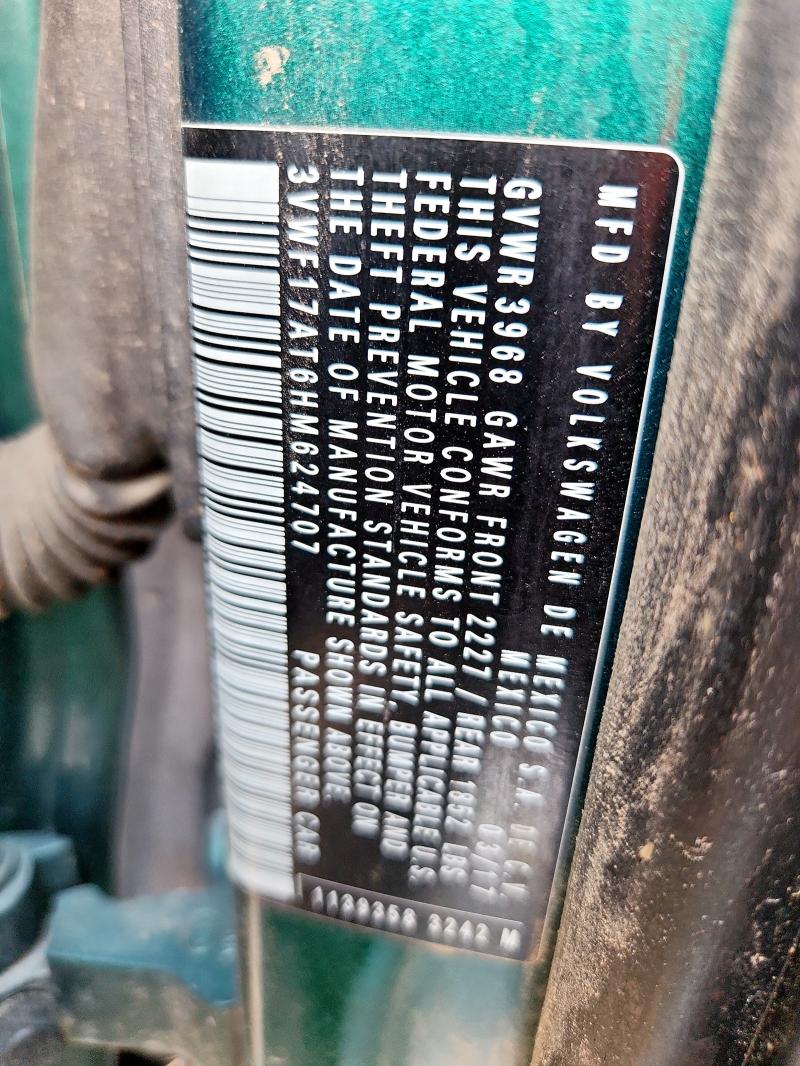 MFD BY VOLKSWAGEN DE MEXICO S.A. DE C.V.
MEXICO 03/17
GVWR 3968 GAWR FRONT 2227 / REAR 1852 LBS
THIS VEHICLE CONFORMS TO ALL APPLICABLE U.S.
FEDERAL MOTOR VEHICLE SAFETY, BUMPER AND
THEFT PREVENTION STANDARDS IN EFFECT ON
THE DATE OF MANUFACTURE SHOWN ABOVE.
3VWF17AT6HM624707 PASSENGER CAR
3242 M